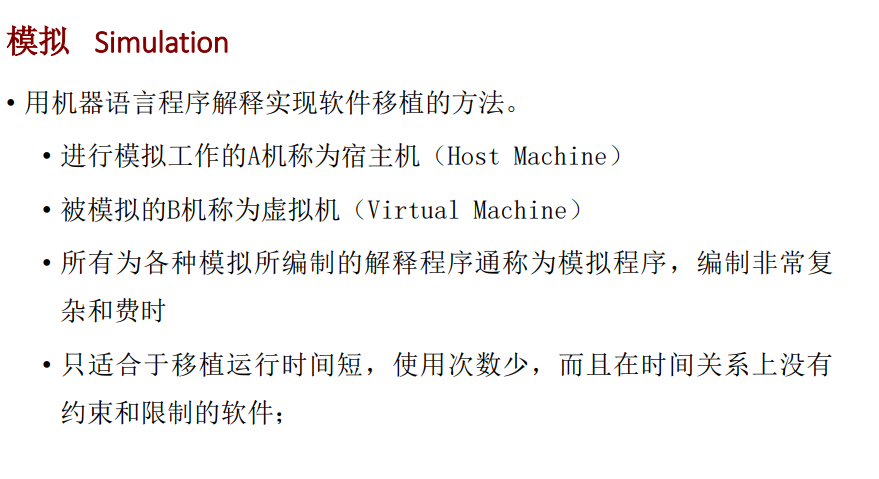 模拟 Simulation
• 用机器语言程序解释实现软件移植的方法。
• 进行模拟工作的A机称为宿主机（Host Machine）
• 被模拟的B机称为虚拟机（Virtual Machine）
• 所有为各种模拟所编制的解释程序通称为模拟程序，编制非常复
杂和费时
• 只适合于移植运行时间短，使用次数少，而且在时间关系上没有
约束和限制的软件；